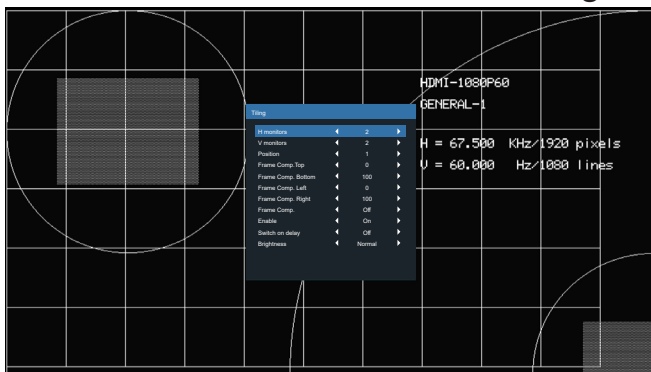 HDMI-1080P60
GENERAL-1
H = 67.500 KHz/1920 pixels
V = 60.000 Hz/1080 lines
Tiling
H monitors 2
V monitors 2
Position 1
Frame Comp.Top 0
Frame Comp. Bottom 100
Frame Comp. Left 0
Frame Comp. Right 100
Frame Comp. Off
Enable On
Switch on delay Off
Brightness Normal